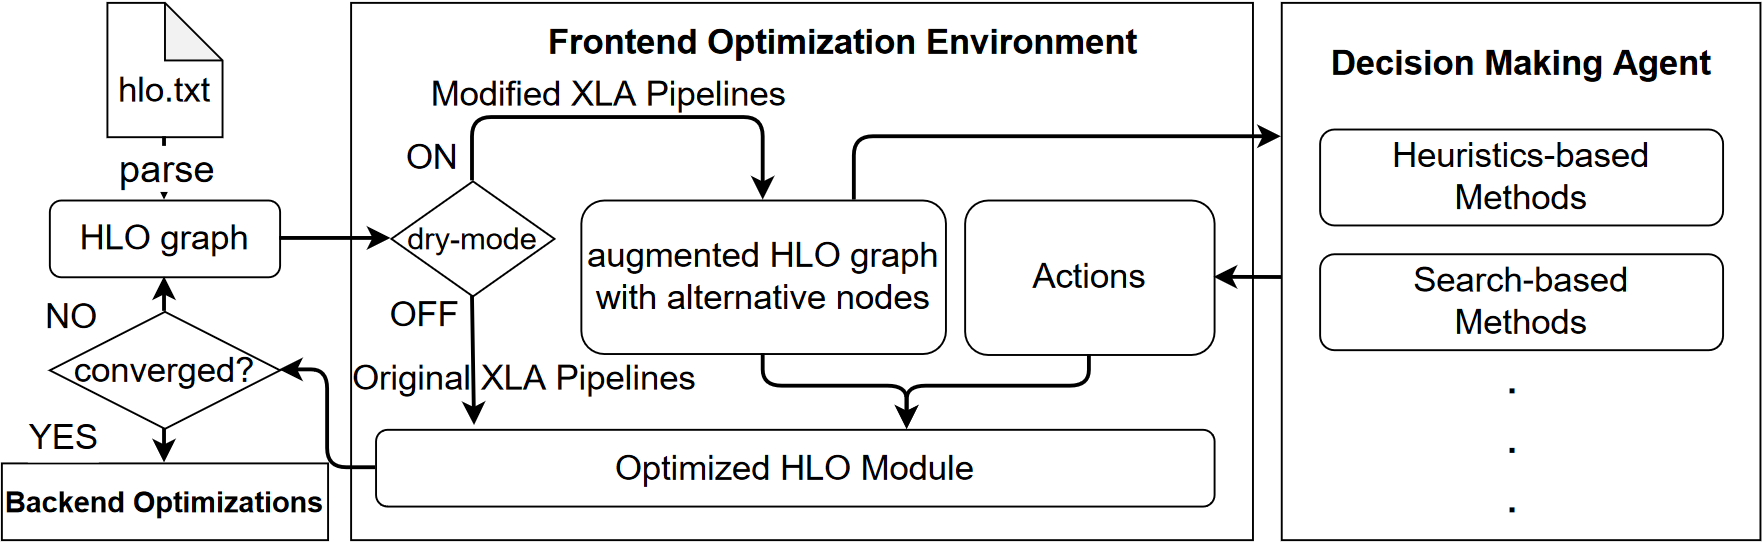 hlo.txt
parse
HLO graph
NO
converged?
YES
Backend Optimizations
Frontend Optimization Environment
Modified XLA Pipelines
ON
dry-mode
OFF
Original XLA Pipelines
augmented HLO graph
with alternative nodes
Actions
Optimized HLO Module
Decision Making Agent
Heuristics-based
Methods
Search-based
Methods
.
.
.